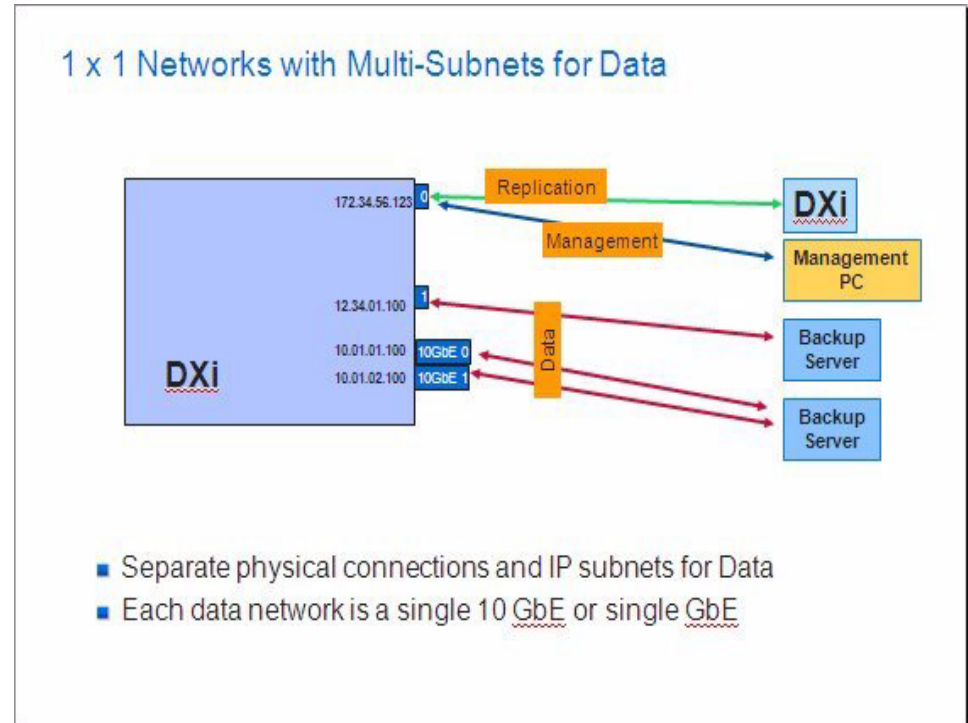 1 x 1 Networks with Multi-Subnets for Data
172.34.56.123
0
Replication
DXi
Management
Management
PC
12.34.01.100
1
Data
Backup
Server
10.01.01.100
10GbE 0
10.01.02.100
10GbE 1
DXi
Backup
Server
Separate physical connections and IP subnets for Data
Each data network is a single 10 GbE or single GbE